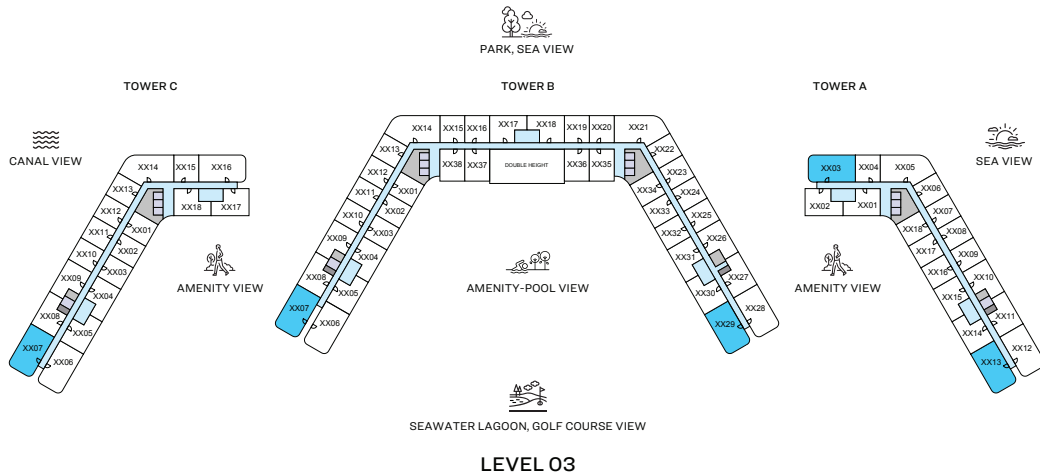 PARK, SEA VIEW
TOWER C
TOWER B
TOWER A
CANAL VIEW
SEA VIEW
XX14
XX15
XX16
XX13
XX12
XX11
XX10
XX09
XX08
XX07
XX06
XX05
XX04
XX03
XX02
XX01
XX18
XX17
AMENITY VIEW
XX14
XX15
XX16
XX17
XX18
XX19
XX20
XX21
XX13
XX38
XX37
DOUBLE HEIGHT
XX36
XX35
XX22
XX12
XX01
XX34
XX23
XX11
XX02
XX33
XX24
XX10
XX03
XX32
XX25
XX09
XX04
XX31
XX26
XX08
XX05
XX30
XX27
XX07
XX06
XX29
XX28
AMENITY-POOL VIEW
XX03
XX04
XX05
XX02
XX01
XX06
XX18
XX07
XX17
XX08
XX16
XX09
XX15
XX10
XX14
XX11
XX13
XX12
AMENITY VIEW
SEAWATER LAGOON, GOLF COURSE VIEW
LEVEL 03